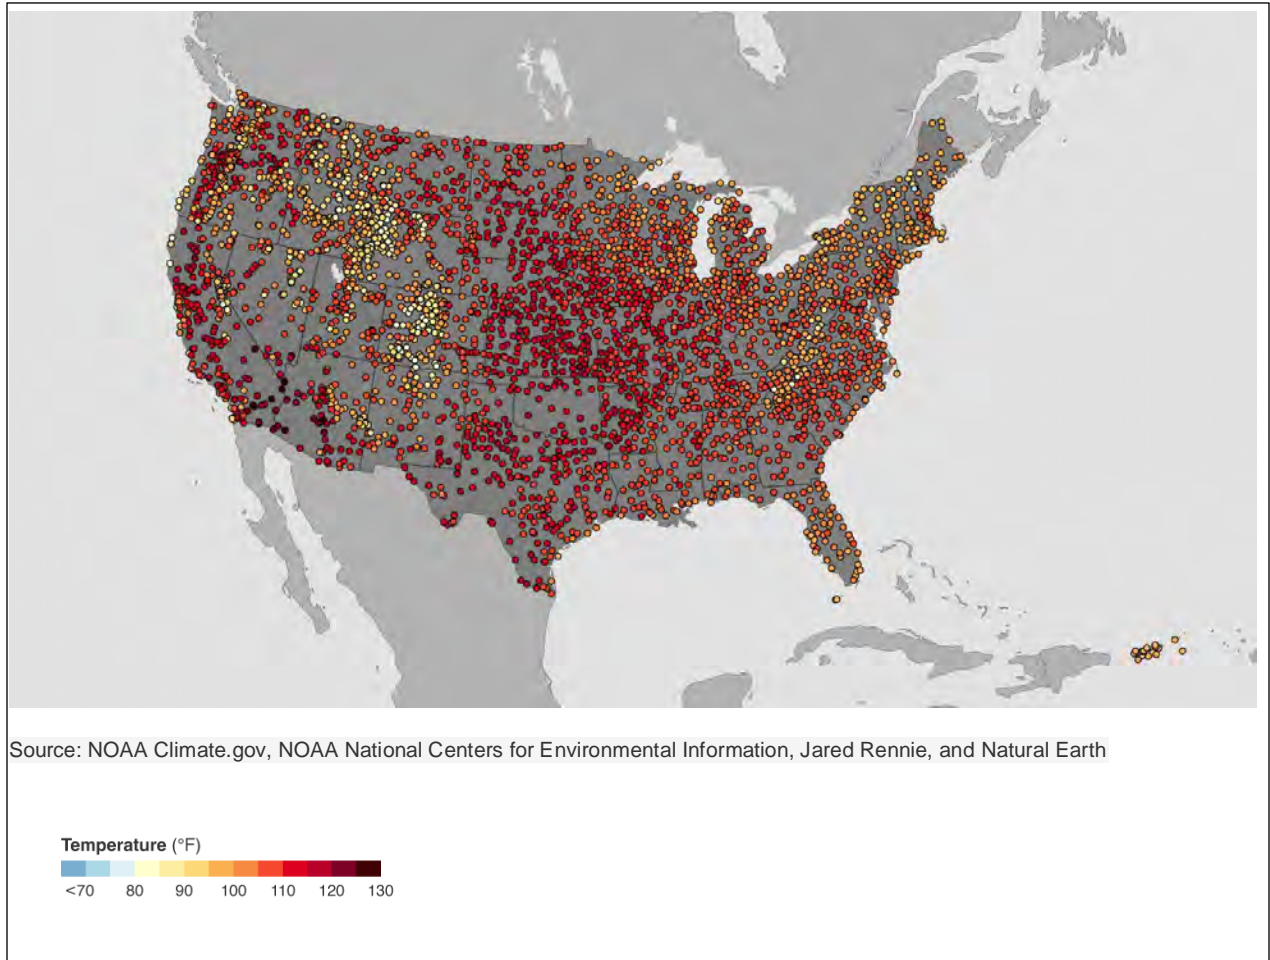 Source: NOAA Climate.gov, NOAA National Centers for Environmental Information, Jared Rennie, and Natural Earth
Temperature (°F)
<70 80 90 100 110 120 130